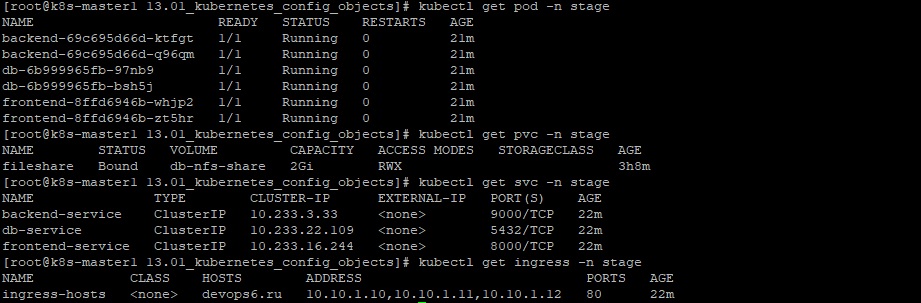 [root@k8s-master1 13.01_kubernetes_config_objects]# kubectl get pod -n stage
NAME READY STATUS RESTARTS AGE
backend-69c695d66d-ktfgt 1/1 Running 0 21m
backend-69c695d66d-q96qm 1/1 Running 0 21m
db-6b999965fb-97nb9 1/1 Running 0 21m
db-6b999965fb-bsh5j 1/1 Running 0 21m
frontend-8ffd6946b-whjp2 1/1 Running 0 21m
frontend-8ffd6946b-zt5hr 1/1 Running 0 21m
[root@k8s-master1 13.01_kubernetes_config_objects]# kubectl get pvc -n stage
NAME STATUS VOLUME CAPACITY ACCESS MODES STORAGECLASS AGE
fileshare Bound db-nfs-share 2Gi RWX 3h8m
[root@k8s-master1 13.01_kubernetes_config_objects]# kubectl get svc -n stage
NAME TYPE CLUSTER-IP EXTERNAL-IP PORT(S) AGE
backend-service ClusterIP 10.233.3.33 <none> 9000/TCP 22m
db-service ClusterIP 10.233.22.109 <none> 5432/TCP 22m
frontend-service ClusterIP 10.233.16.244 <none> 8000/TCP 22m
[root@k8s-master1 13.01_kubernetes_config_objects]# kubectl get ingress -n stage
NAME CLASS HOSTS ADDRESS PORTS AGE
ingress-hosts <none> devops6.ru 10.10.1.10,10.10.1.11,10.10.1.12 80 22m